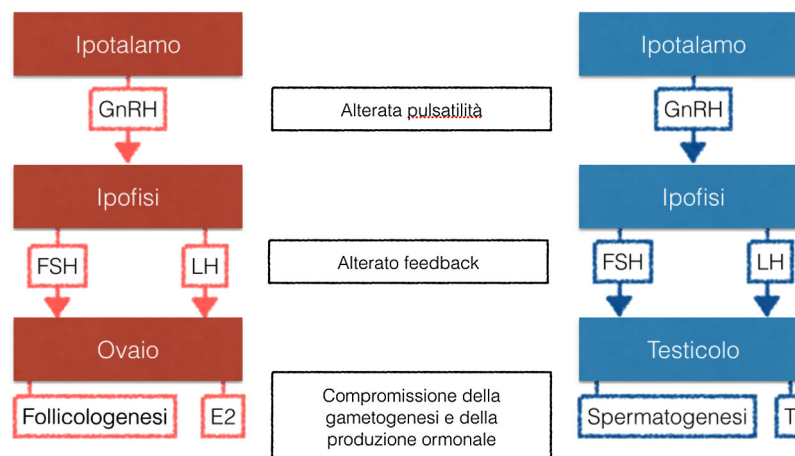 Ipotalamo
GnRH
Ipofisi
FSH
LH
Ovaio
Follicologenesi
E2
Alterata pulsatilità
Alterato feedback
Compromissione della
gametogenesi e della
produzione ormonale
Ipotalamo
GnRH
Ipofisi
FSH
LH
Testicolo
Spermatogenesi
T